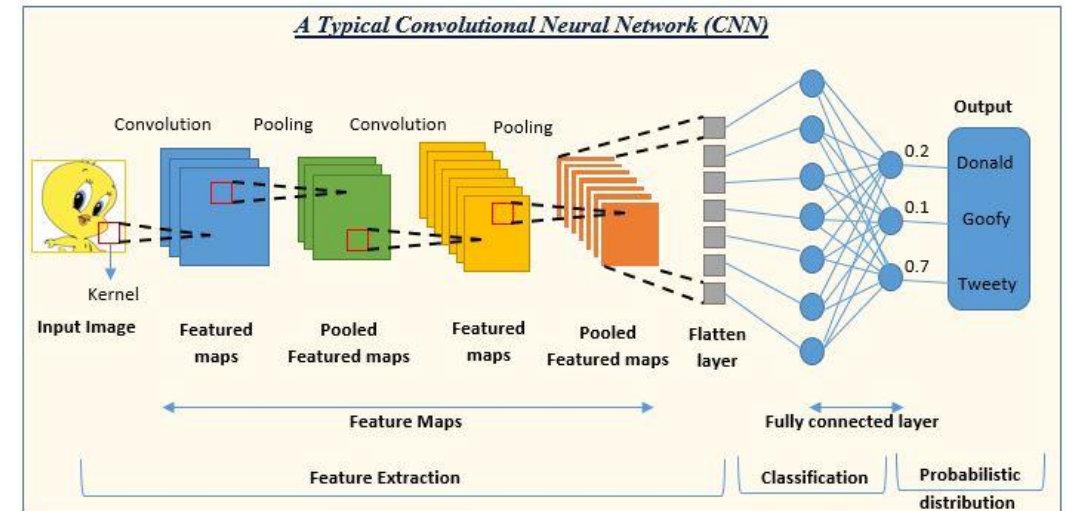 A Typical Convolutional Neural Network (CNN)
Convolution
Pooling
Convolution
Pooling
Output
0.2
Donald
0.1
Goofy
0.7
Tweety
Kernel
Input Image
Featured
maps
Pooled
Featured maps
Featured
maps
Pooled
Featured maps
Flatten
layer
Feature Maps
Fully connected layer
Feature Extraction
Classification
Probabilistic
distribution